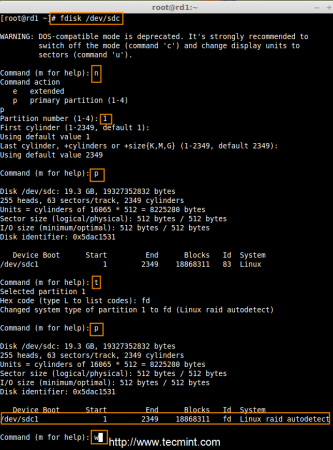 root@rd1:~
[root@rd1 ~]# fdisk /dev/sdc
WARNING: DOS-compatible mode is deprecated. It's strongly recommended to
switch off the mode (command 'c') and change display units to
sectors (command 'u').
Command (m for help): n
Command action
e extended
p primary partition (1-4)
p
Partition number (1-4): 1
First cylinder (1-2349, default 1):
Using default value 1
Last cylinder, +cylinders or +size{K,M,G} (1-2349, default 2349):
Using default value 2349
Command (m for help): p
Disk /dev/sdc: 19.3 GB, 19327352832 bytes
255 heads, 63 sectors/track, 2349 cylinders
Units = cylinders of 16065 * 512 = 8225280 bytes
Sector size (logical/physical): 512 bytes / 512 bytes
I/O size (minimum/optimal): 512 bytes / 512 bytes
Disk identifier: 0x5dac1531
Device Boot Start End Blocks Id System
/dev/sdc1 1 2349 18868311 83 Linux
Command (m for help): t
Selected partition 1
Hex code (type L to list codes): fd
Changed system type of partition 1 to fd (Linux raid autodetect)
Command (m for help): p
Disk /dev/sdc: 19.3 GB, 19327352832 bytes
255 heads, 63 sectors/track, 2349 cylinders
Units = cylinders of 16065 * 512 = 8225280 bytes
Sector size (logical/physical): 512 bytes / 512 bytes
I/O size (minimum/optimal): 512 bytes / 512 bytes
Disk identifier: 0x5dac1531
Device Boot Start End Blocks Id System
/dev/sdc1 1 2349 18868311 fd Linux raid autodetect
Command (m for help): w
http://www.tecmint.com